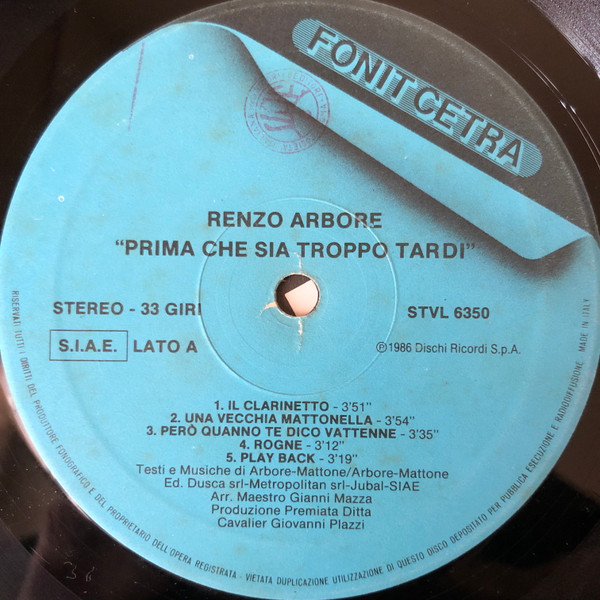 FONIT CETRA
RENZO ARBORE
“PRIMA CHE SIA TROPPO TARDI”
STEREO - 33 GIRI
STVL 6350
S.I.A.E. LATO A
℗1986 Dischi Ricordi S.p.A.
1. IL CLARINETTO - 3'51"
2. UNA VECCHIA MATTONELLA - 3'54"
3. PERÒ QUANNO TE DICO VATTENNE - 3'35"
4. ROGNE - 3'12"
5. PLAY BACK - 3'19"
Testi e Musiche di Arbore-Mattone/Arbore-Mattone
Ed. Dusca srl-Metropolitan srl-Jubal-SIAE
Arr. Maestro Gianni Mazza
Produzione Premiata Ditta
Cavalier Giovanni Plazzi
RISERVATI TUTTI I DIRITTI DEL PRODUTTORE FONOGRAFICO E DEL PROPRIETARIO DELL'OPERA REGISTRATA - VIETATA DUPLICAZIONE UTILIZZAZIONE DI QUESTO DISCO DEPOSITATO PER PUBBLICA ESECUZIONE E RADIODIFFUSIONE. MADE IN ITALY